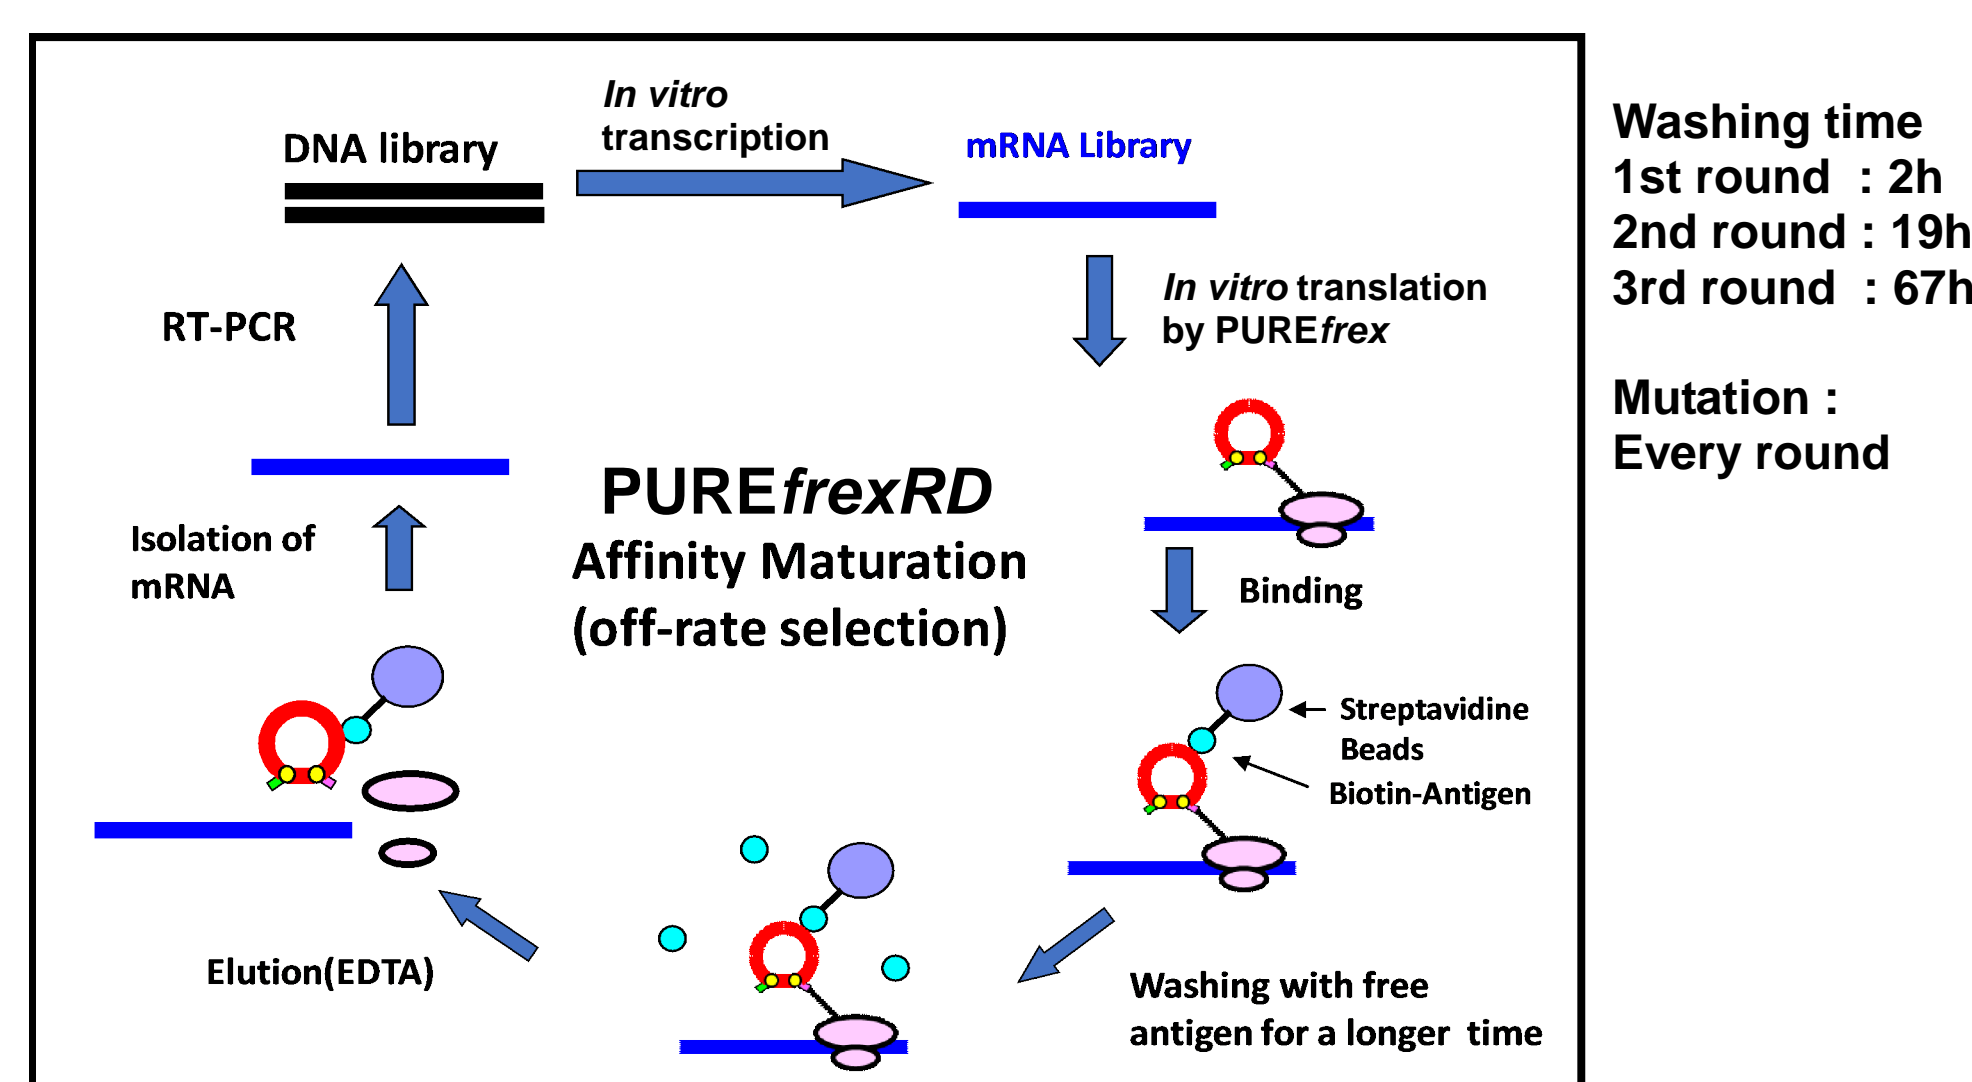 In vitro
transcription
DNA library
mRNA Library
In vitro translation
by PUREfrex
RT-PCR
PUREfrexRD
Affinity Maturation
(off-rate selection)
Isolation of
mRNA
Binding
Streptavidine
Beads
Biotin-Antigen
Elution(EDTA)
Washing with free
antigen for a longer time
Washing time
1st round : 2h
2nd round : 19h
3rd round : 67h
Mutation :
Every round